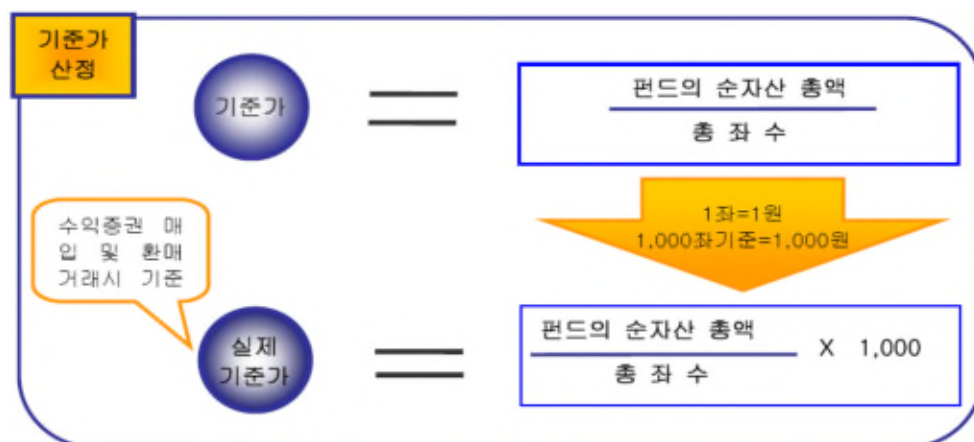 기준가
산정
기준가
펀드의 순자산 총액
총 좌 수
1좌=1원
1,000좌기준=1,000원
수익증권 매
입 및 환매
거래시 기준
실제
기준가
펀드의 순자산 총액
총 좌 수
X 1,000